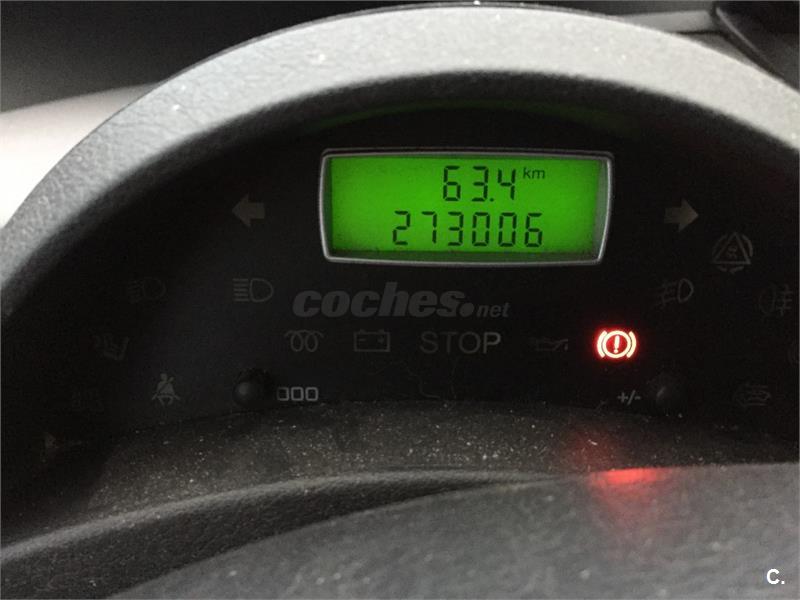 63.4 km
273006
coches.net
STOP
000 +/-
C.